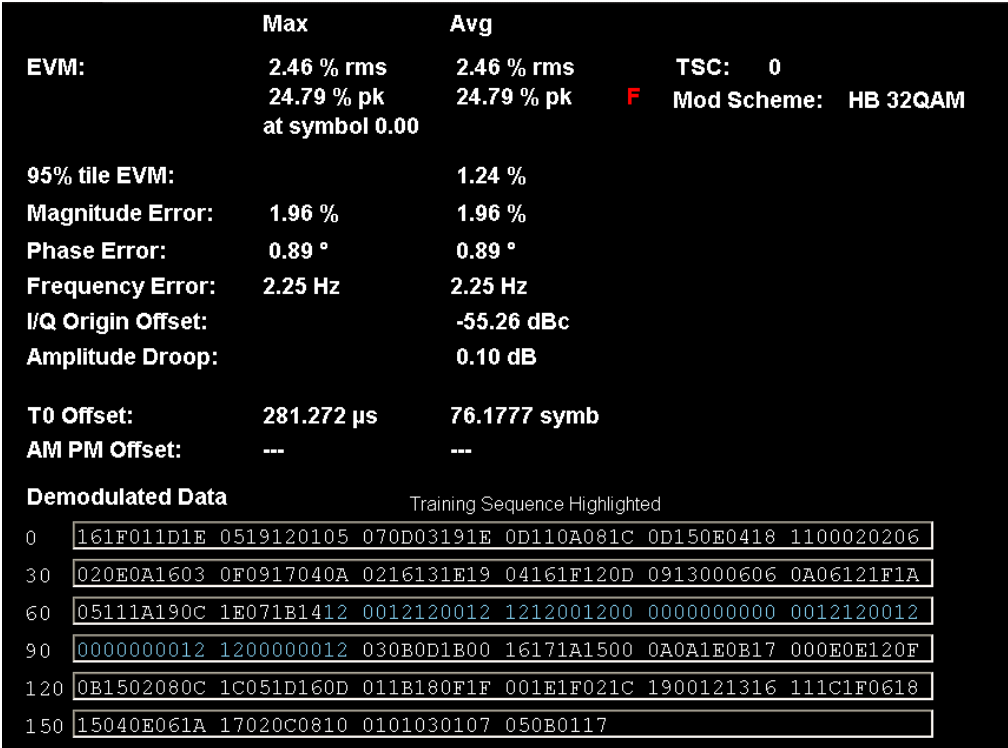 Max Avg
EVM: 2.46 % rms 2.46 % rms TSC: 0
24.79 % pk 24.79 % pk F Mod Scheme: HB 32QAM
at symbol 0.00
95% tile EVM: 1.24 %
Magnitude Error: 1.96 % 1.96 %
Phase Error: 0.89 ° 0.89 °
Frequency Error: 2.25 Hz 2.25 Hz
I/Q Origin Offset: -55.26 dBc
Amplitude Droop: 0.10 dB
T0 Offset: 281.272 µs 76.1777 symb
AM PM Offset: --- ---
Demodulated Data Training Sequence Highlighted
0 161F011D1E 0519120105 070D03191E 0D110A081C 0D150E0418 1100020206
30 020E0A1603 0F0917040A 0216131E19 04161F120D 0913000606 0A06121F1A
60 05111A190C 1E071B1412 0012120012 1212001200 0000000000 0012120012
90 0000000012 1200000012 030B0D1B00 16171A1500 0A0A1E0B17 000E0E120F
120 0B1502080C 1C051D160D 011B180F1F 001E1F021C 1900121316 111C1F0618
150 15040E061A 17020C0810 0101030107 050B0117